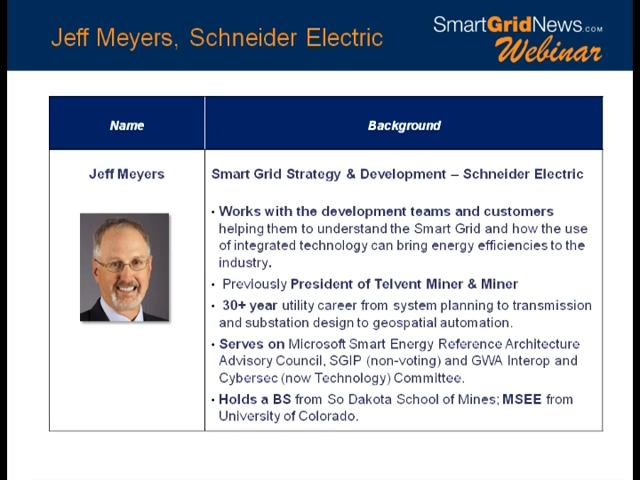 Jeff Meyers, Schneider Electric
SmartGridNews.COM
Webinar
Name
Background
Jeff Meyers
Smart Grid Strategy & Development – Schneider Electric
• Works with the development teams and customers
helping them to understand the Smart Grid and how the use
of integrated technology can bring energy efficiencies to the
industry.
• Previously President of Telvent Miner & Miner
• 30+ year utility career from system planning to transmission
and substation design to geospatial automation.
• Serves on Microsoft Smart Energy Reference Architecture
Advisory Council, SGIP (non-voting) and GWA Interop and
Cybersec (now Technology) Committee.
• Holds a BS from So Dakota School of Mines; MSEE from
University of Colorado.